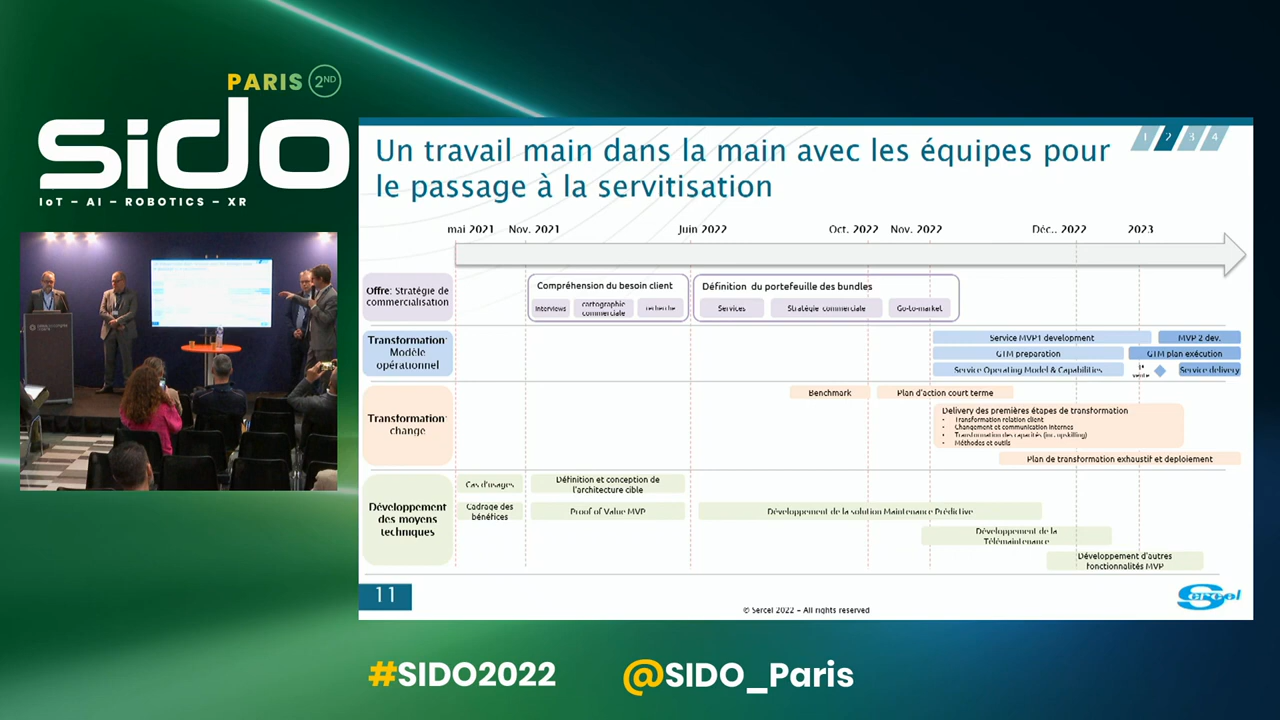 PARIS 2ND
sido
IoT – AI – ROBOTICS – XR
Un travail main dans la main avec les équipes pour
le passage à la servitisation
1 2 3 4
mai 2021 Nov. 2021 Juin 2022 Oct. 2022 Nov. 2022 Déc.. 2022 2023
Offre: Stratégie de
commercialisation
Compréhension du besoin client
Interviews
cartographie
commerciale
recherche
Définition du portefeuille des bundles
Services
Stratégie commerciale
Go-to-market
Transformation:
Modèle
opérationnel
Service MVP1 development
MVP 2 dev.
GTM preparation
GTM plan exécution
Service Operating Model & Capabilities
vente
Service delivery
Transformation:
change
Benchmark
Plan d'action court terme
Delivery des premières étapes de transformation
• Transformation relation client
• Changement et communication internes
• Transformation des capacités (inc. upskilling)
• Méthodes et outils
Plan de transformation exhaustif et deploiement
Développement
des moyens
techniques
Cas d'usages
Définition et conception de
l'architecture cible
Cadrage des
bénéfices
Proof of Value MVP
Développement de la solution Maintenance Prédictive
Développement de la
Télémaintenance
Développement d'autres
fonctionnalités MVP
11
© Sercel 2022 – All rights reserved
Sercel
#SIDO2022
@SIDO_Paris